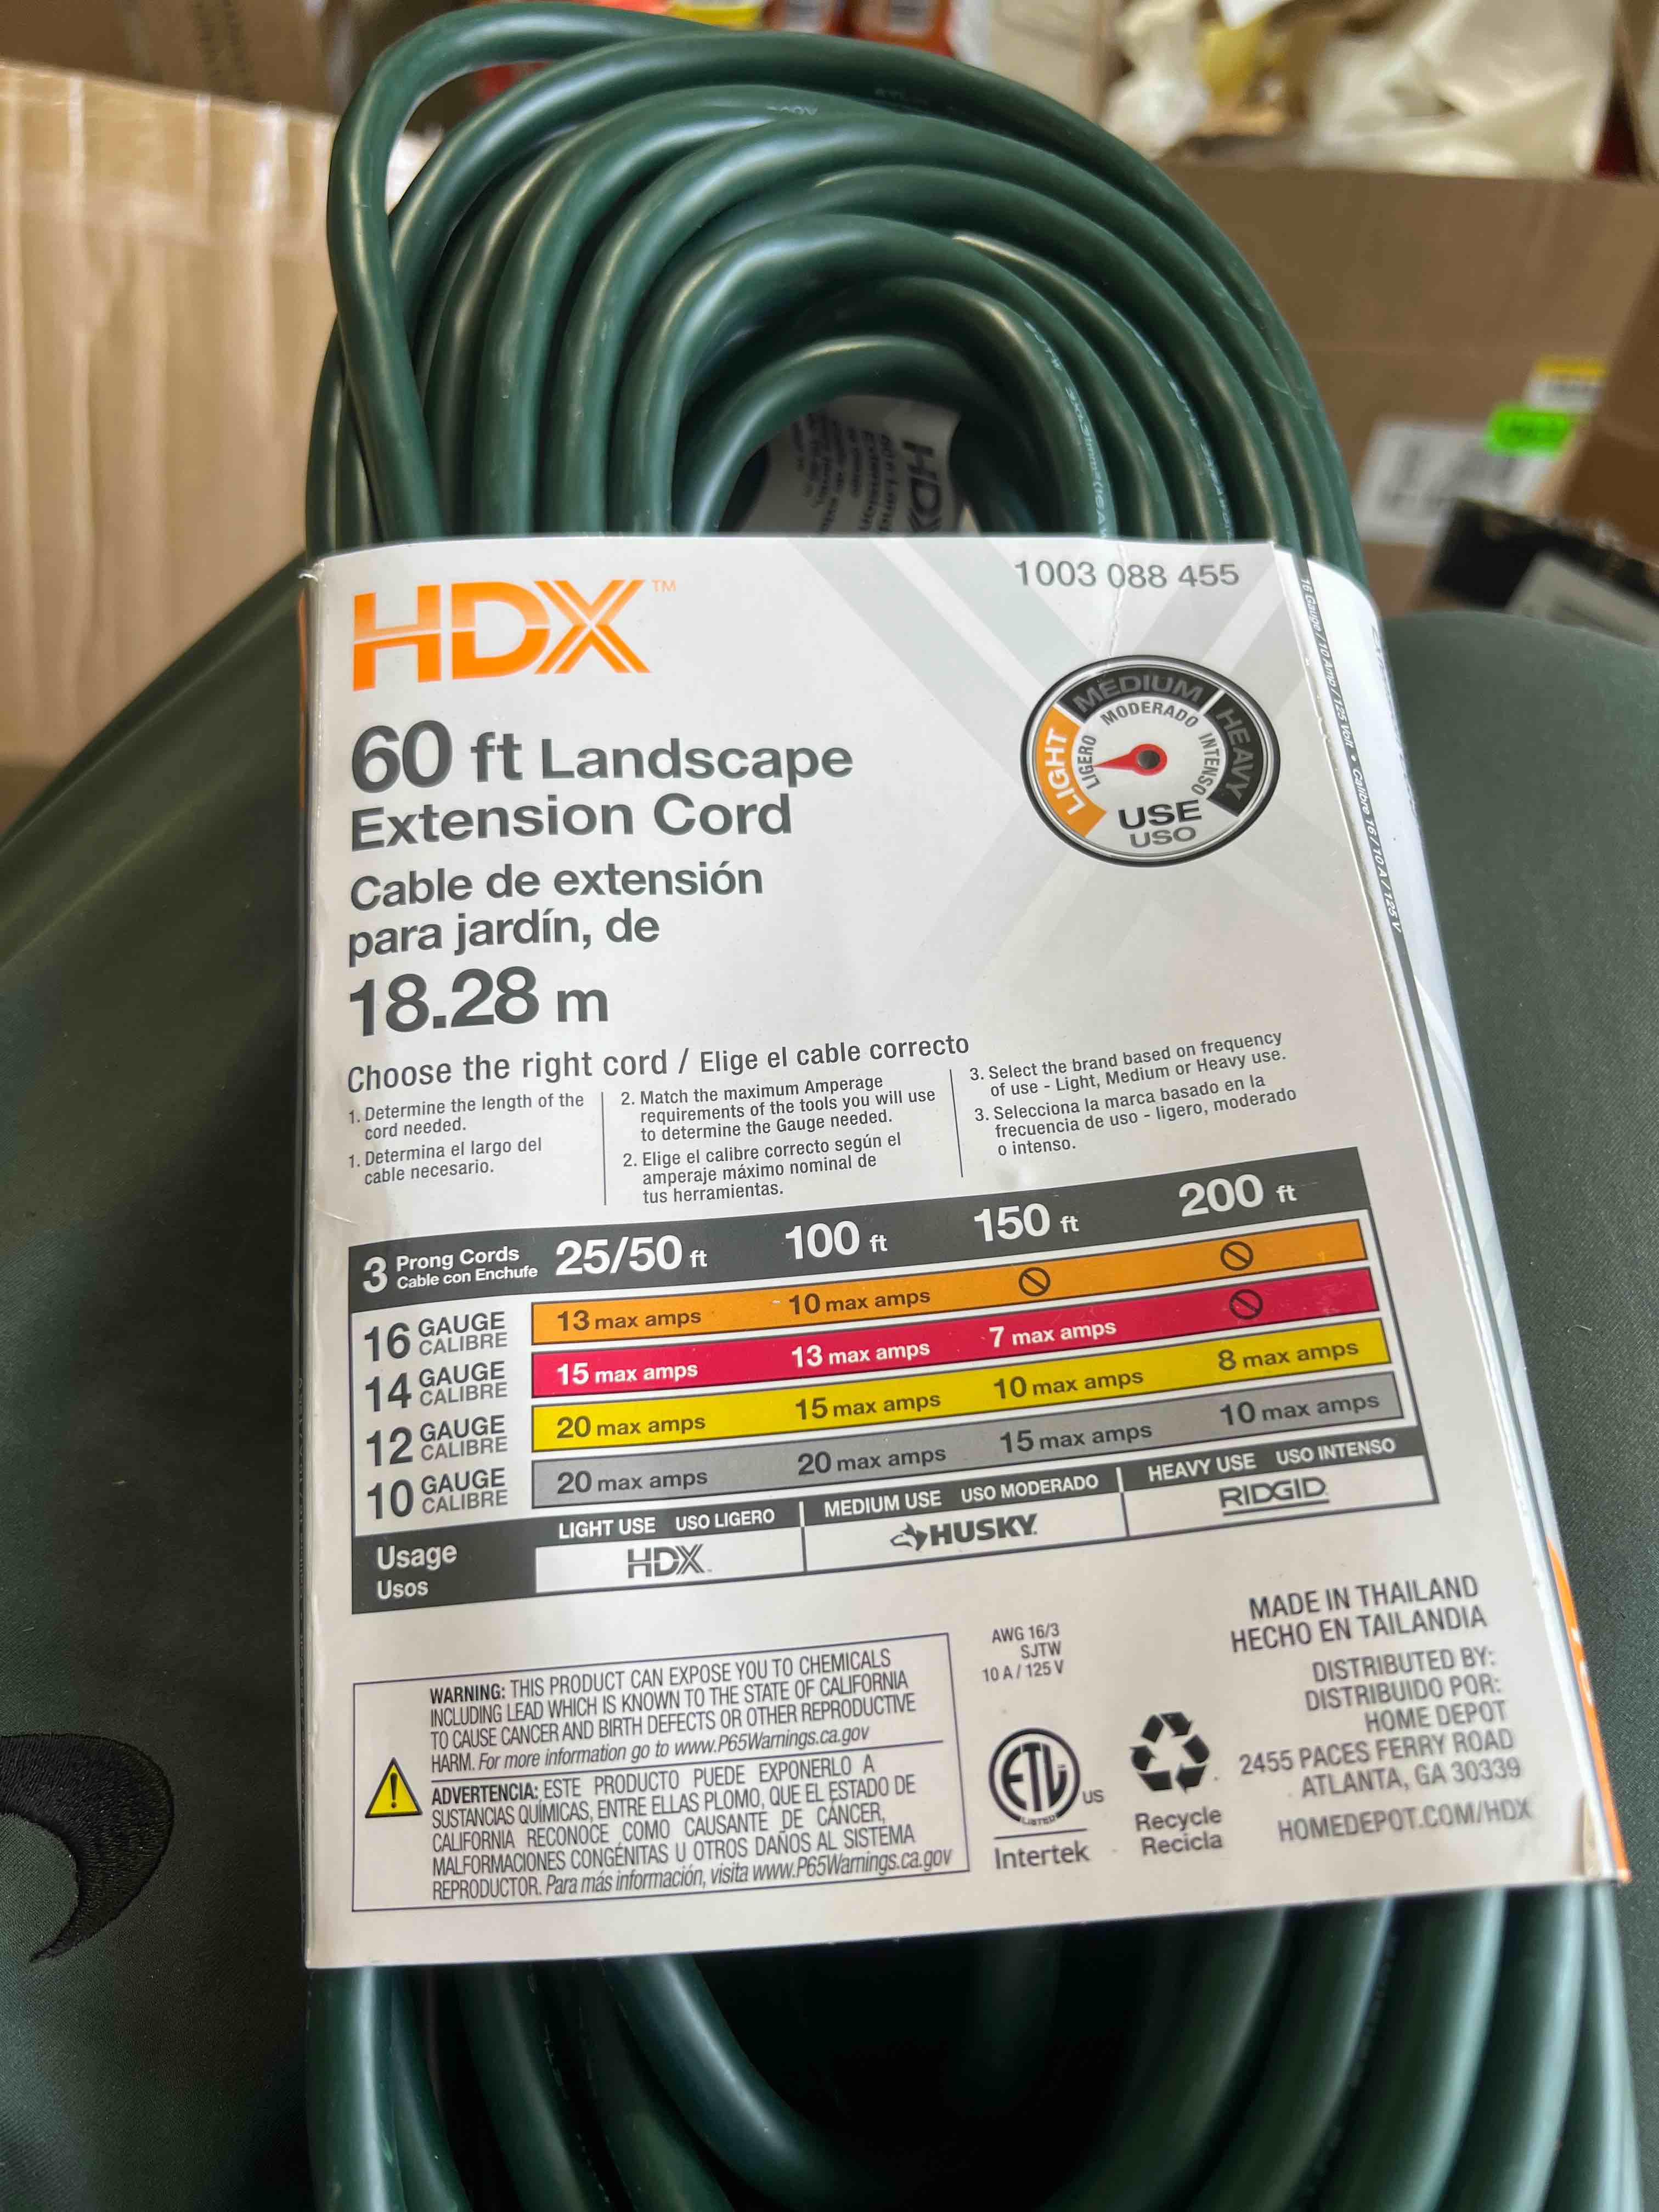 HDX™
1003 088 455
60 ft Landscape
Extension Cord
Cable de extensión
para jardín, de
18.28 m
MEDIUM
MODERADO
LIGHT
LIGERO
HEAVY
INTENSO
USE
USO
Choose the right cord / Elige el cable correcto
1. Determine the length of the
cord needed.
1. Determina el largo del
cable necesario.
2. Match the maximum Amperage
requirements of the tools you will use
to determine the Gauge needed.
2. Elige el calibre correcto según el
amperaje máximo nominal de
tus herramientas.
3. Select the brand based on frequency
of use - Light, Medium or Heavy use.
3. Selecciona la marca basado en la
frecuencia de uso - ligero, moderado
o intenso.
3 Prong Cords
Cable con Enchufe
25/50 ft 100 ft 150 ft 200 ft
16 GAUGE CALIBRE 13 max amps 10 max amps
14 GAUGE CALIBRE 15 max amps 13 max amps 7 max amps
12 GAUGE CALIBRE 20 max amps 15 max amps 10 max amps 8 max amps
10 GAUGE CALIBRE 20 max amps 20 max amps 15 max amps 10 max amps
Usage
Usos
LIGHT USE USO LIGERO
HDX
MEDIUM USE USO MODERADO
HUSKY
HEAVY USE USO INTENSO
RIDGID
WARNING: THIS PRODUCT CAN EXPOSE YOU TO CHEMICALS
INCLUDING LEAD WHICH IS KNOWN TO THE STATE OF CALIFORNIA
TO CAUSE CANCER AND BIRTH DEFECTS OR OTHER REPRODUCTIVE
HARM. For more information go to www.P65Warnings.ca.gov
ADVERTENCIA: ESTE PRODUCTO PUEDE EXPONERLO A
SUSTANCIAS QUÍMICAS, ENTRE ELLAS PLOMO, QUE EL ESTADO DE
CALIFORNIA RECONOCE COMO CAUSANTE DE CÁNCER,
MALFORMACIONES CONGÉNITAS U OTROS DAÑOS AL SISTEMA
REPRODUCTOR. Para más información, visita www.P65Warnings.ca.gov
AWG 16/3
SJTW
10 A / 125 V
ETL
LISTED
US
Intertek
Recycle
Recicla
MADE IN THAILAND
HECHO EN TAILANDIA
DISTRIBUTED BY:
DISTRIBUIDO POR:
HOME DEPOT
2455 PACES FERRY ROAD
ATLANTA, GA 30339
HOMEDEPOT.COM/HDX
16 Gauge / 10 Amp / 125 Volt • Calibre 16 / 10 A / 125 V
HDX